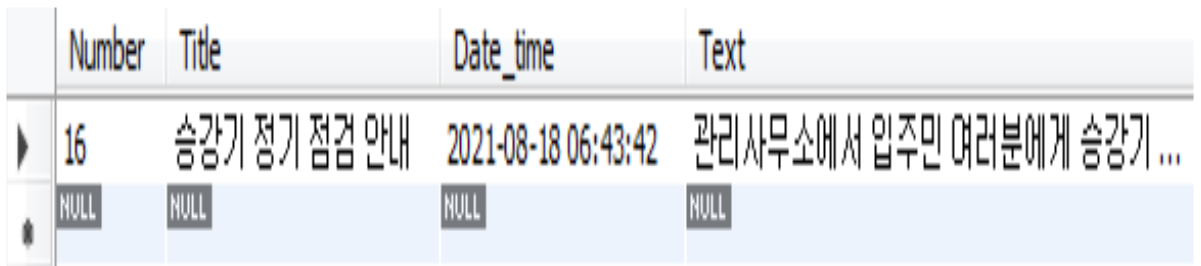 Number Title Date_time Text
16 승강기 정기 점검 안내 2021-08-18 06:43:42 관리사무소에서 입주민 여러분에게 승강기 ...
NULL NULL NULL NULL